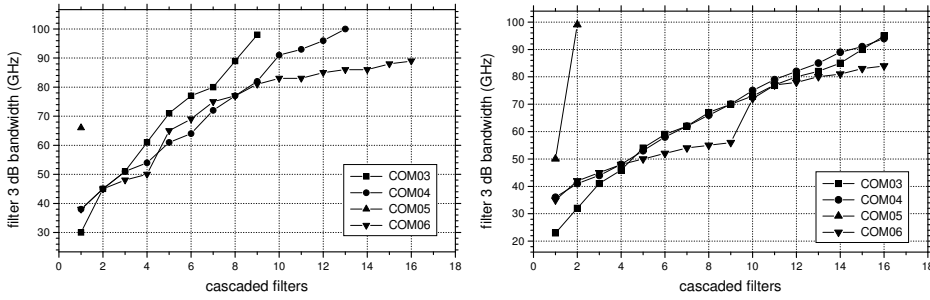 filter 3 dB bandwidth (GHz)
100
90
80
70
60
50
40
30
0 2 4 6 8 10 12 14 16 18
cascaded filters
COM03
COM04
COM05
COM06
filter 3 dB bandwidth (GHz)
100
90
80
70
60
50
40
30
20
0 2 4 6 8 10 12 14 16 18
cascaded filters
COM03
COM04
COM05
COM06